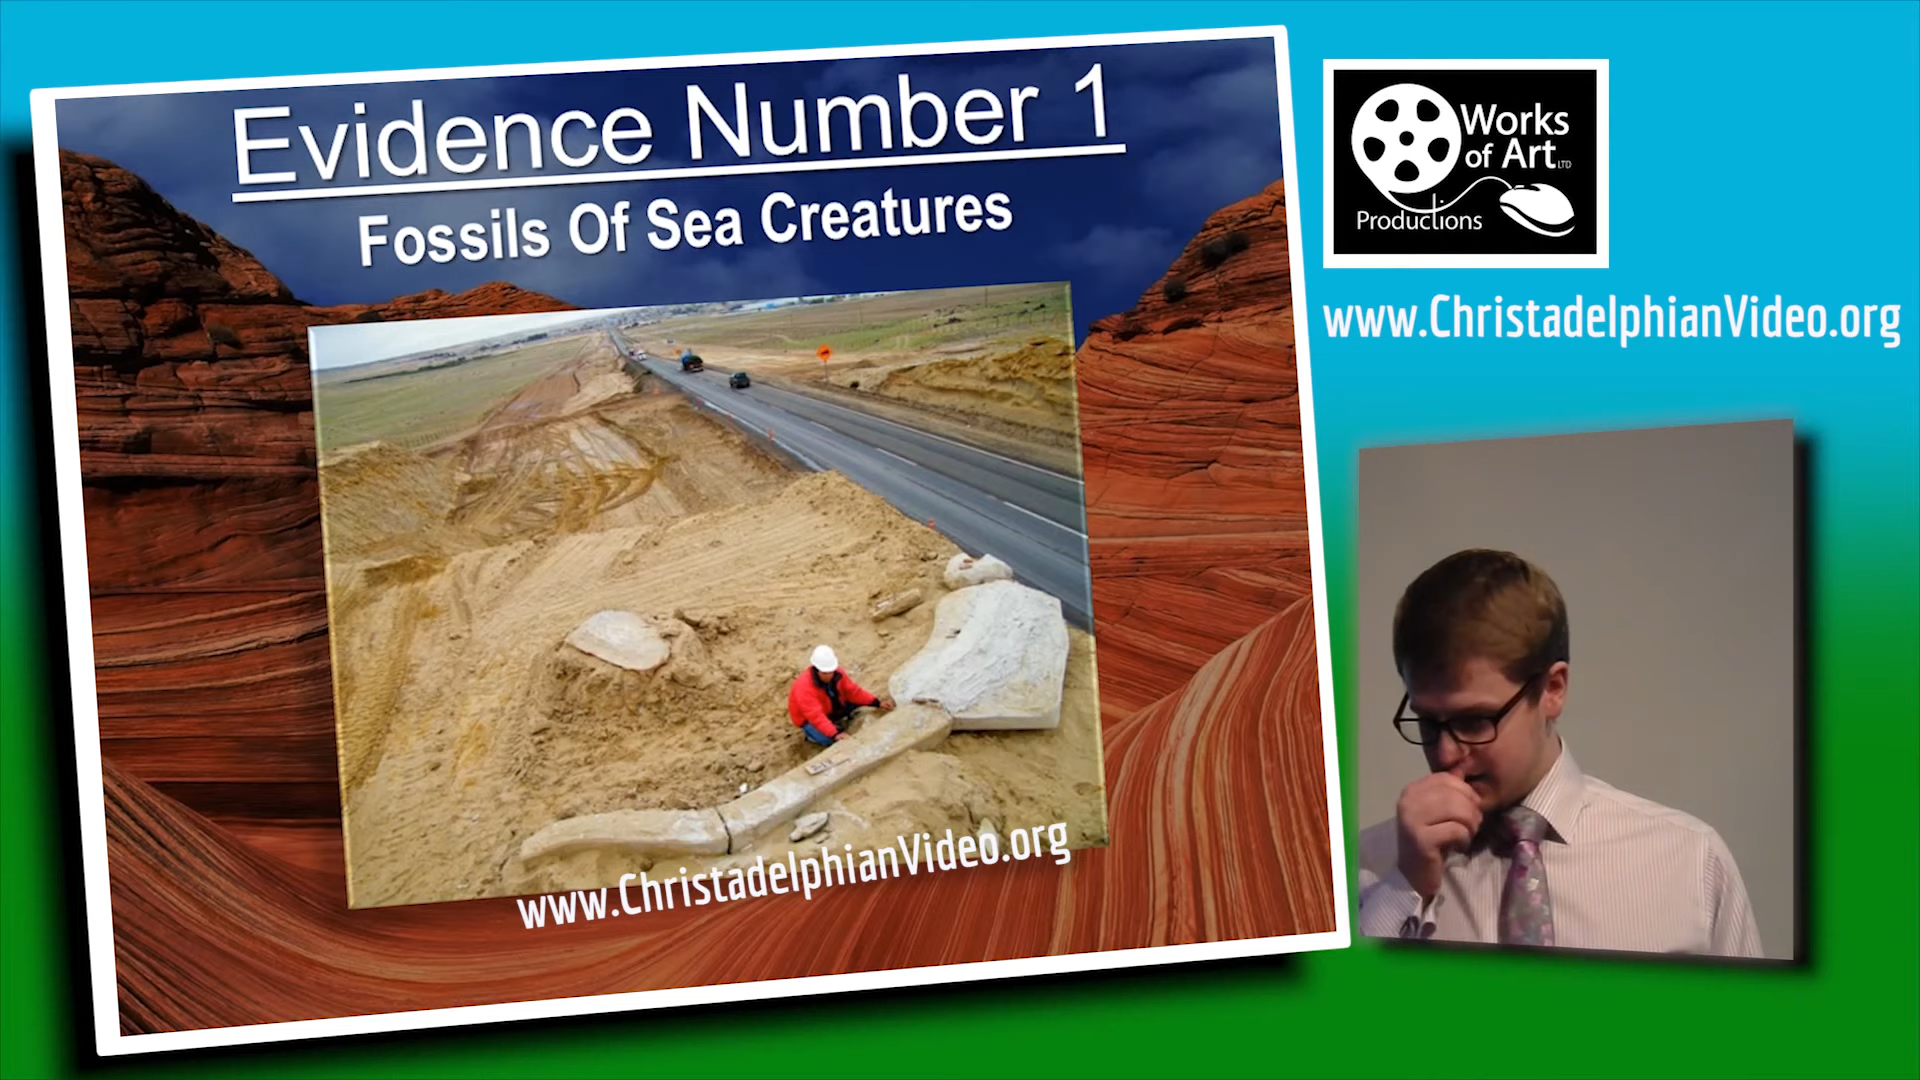 Evidence Number 1
Fossils Of Sea Creatures
www.ChristadelphianVideo.org
Works
of Art LTD
Productions
www.ChristadelphianVideo.org